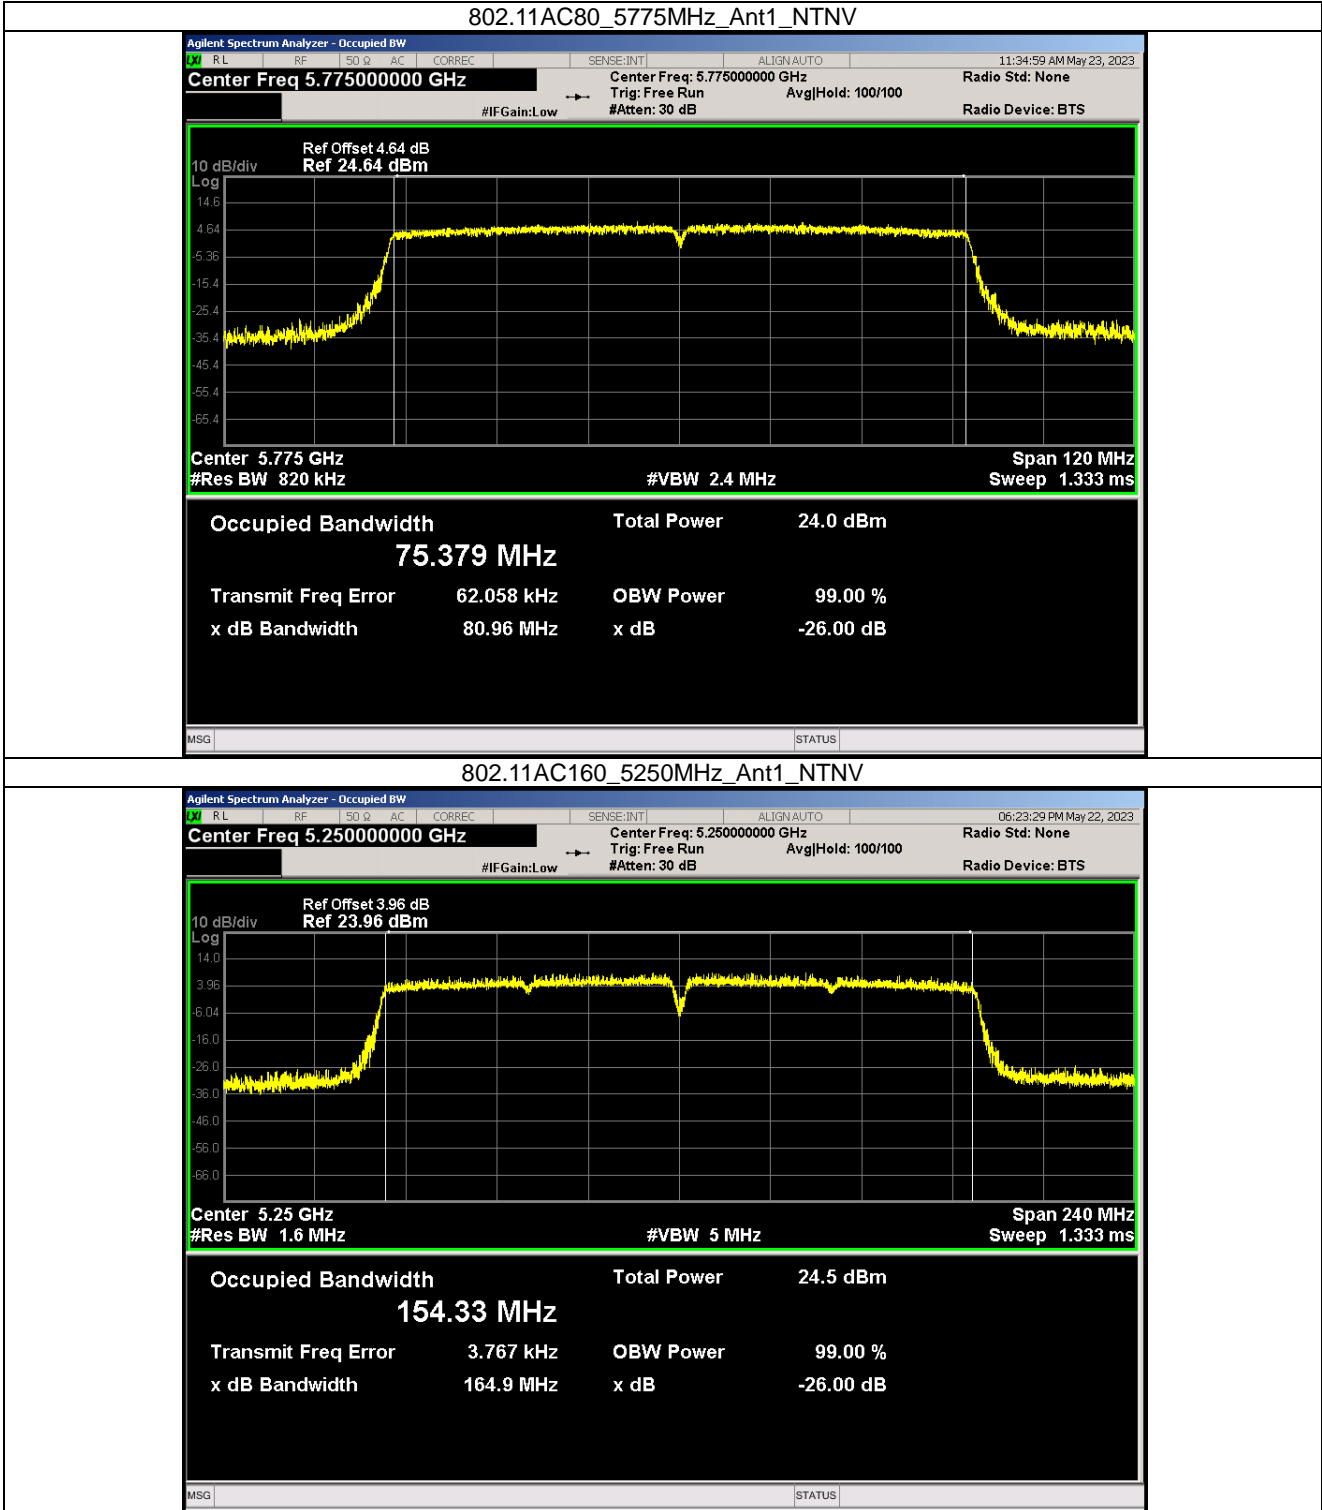 802.11AC80_5775MHz_Ant1_NTNV
Agilent Spectrum Analyzer - Occupied BW
LXI RL RF 50 Ω AC CORREC SENSE:INT ALIGN AUTO 11:34:59 AM May 23, 2023
Center Freq 5.775000000 GHz Center Freq: 5.775000000 GHz Radio Std: None
Trig: Free Run Avg|Hold: 100/100
#IFGain:Low #Atten: 30 dB Radio Device: BTS
Ref Offset 4.64 dB
10 dB/div Ref 24.64 dBm
Log
14.6
4.64
-5.36
-15.4
-25.4
-35.4
-45.4
-55.4
-65.4
Center 5.775 GHz Span 120 MHz
#Res BW 820 kHz #VBW 2.4 MHz Sweep 1.333 ms
Occupied Bandwidth Total Power 24.0 dBm
75.379 MHz
Transmit Freq Error 62.058 kHz OBW Power 99.00 %
x dB Bandwidth 80.96 MHz x dB -26.00 dB
MSG STATUS
802.11AC160_5250MHz_Ant1_NTNV
Agilent Spectrum Analyzer - Occupied BW
LXI RL RF 50 Ω AC CORREC SENSE:INT ALIGN AUTO 06:23:29 PM May 22, 2023
Center Freq 5.250000000 GHz Center Freq: 5.250000000 GHz Radio Std: None
Trig: Free Run Avg|Hold: 100/100
#IFGain:Low #Atten: 30 dB Radio Device: BTS
Ref Offset 3.96 dB
10 dB/div Ref 23.96 dBm
Log
14.0
3.96
-6.04
-16.0
-26.0
-36.0
-46.0
-56.0
-66.0
Center 5.25 GHz Span 240 MHz
#Res BW 1.6 MHz #VBW 5 MHz Sweep 1.333 ms
Occupied Bandwidth Total Power 24.5 dBm
154.33 MHz
Transmit Freq Error 3.767 kHz OBW Power 99.00 %
x dB Bandwidth 164.9 MHz x dB -26.00 dB
MSG STATUS